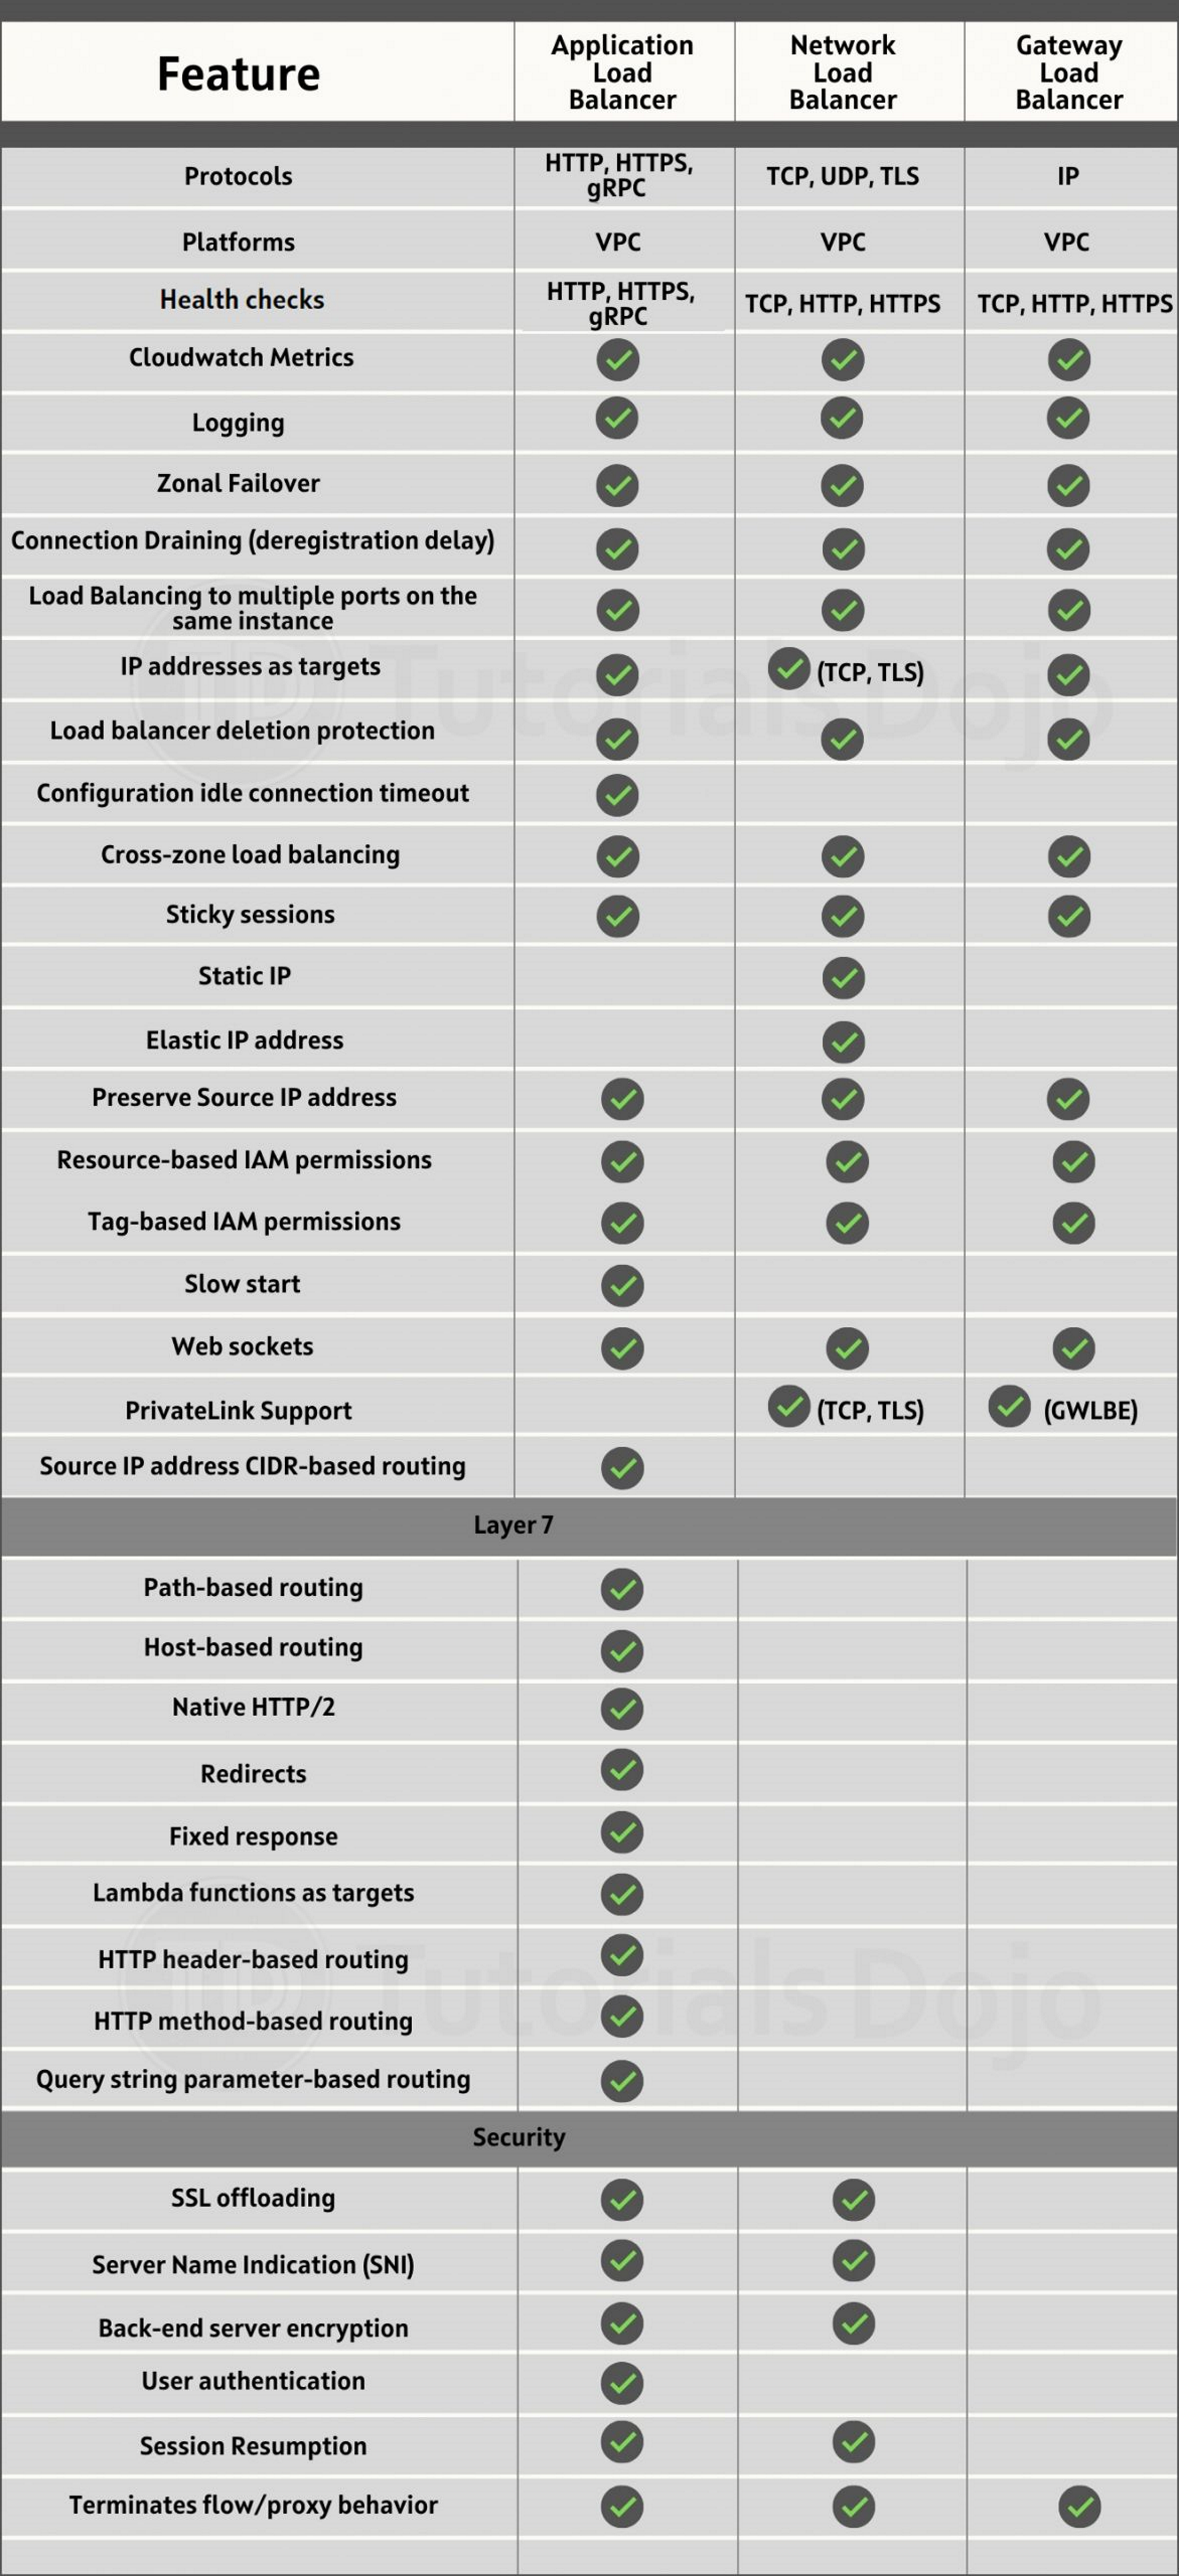 Feature
Application
Load
Balancer
Network
Load
Balancer
Gateway
Load
Balancer
Protocols
HTTP, HTTPS,
gRPC
TCP, UDP, TLS
IP
Platforms
VPC
VPC
VPC
Health checks
HTTP, HTTPS,
gRPC
TCP, HTTP, HTTPS
TCP, HTTP, HTTPS
Cloudwatch Metrics
Logging
Zonal Failover
Connection Draining (deregistration delay)
Load Balancing to multiple ports on the
same instance
IP addresses as targets
(TCP, TLS)
Load balancer deletion protection
Configuration idle connection timeout
Cross-zone load balancing
Sticky sessions
Static IP
Elastic IP address
Preserve Source IP address
Resource-based IAM permissions
Tag-based IAM permissions
Slow start
Web sockets
PrivateLink Support
(TCP, TLS)
(GWLBE)
Source IP address CIDR-based routing
Layer 7
Path-based routing
Host-based routing
Native HTTP/2
Redirects
Fixed response
Lambda functions as targets
HTTP header-based routing
HTTP method-based routing
Query string parameter-based routing
Security
SSL offloading
Server Name Indication (SNI)
Back-end server encryption
User authentication
Session Resumption
Terminates flow/proxy behavior
TD Tutorials Dojo
TD Tutorials Dojo